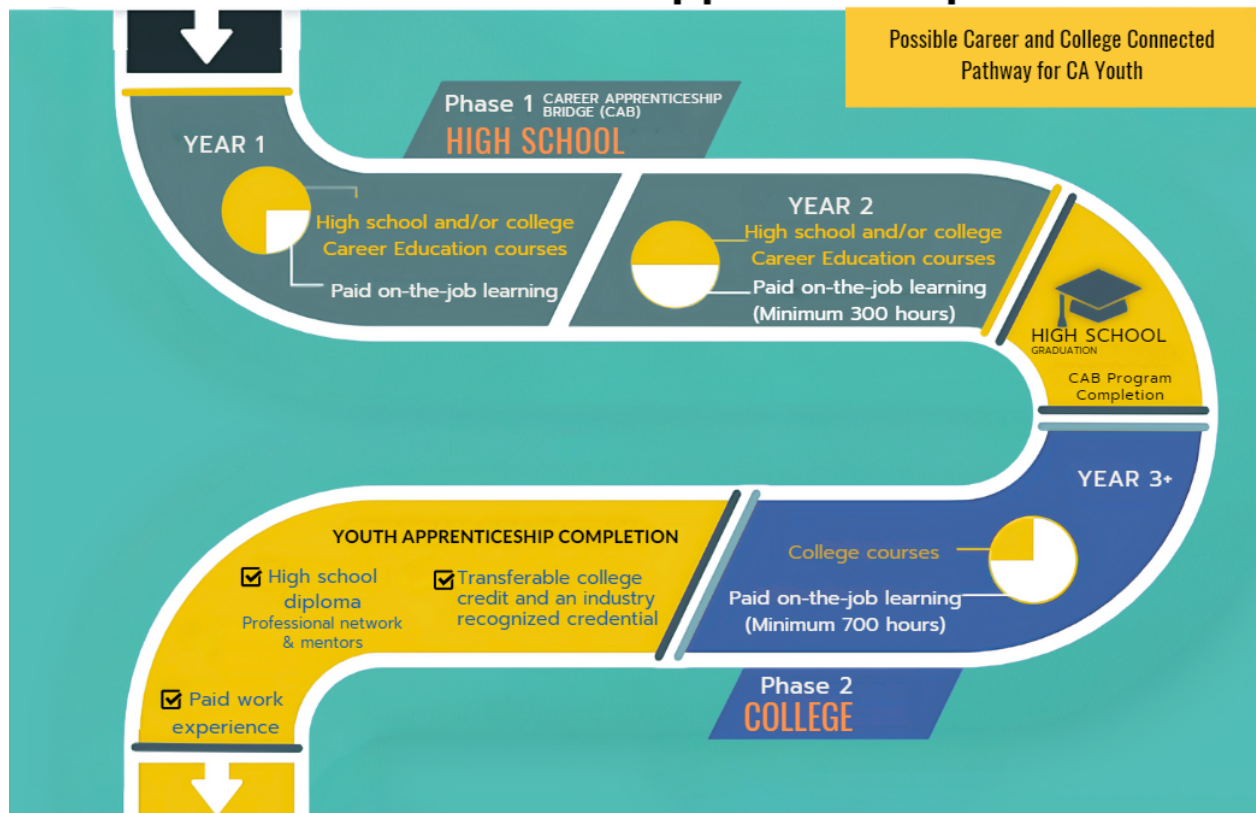 Possible Career and College Connected
Pathway for CA Youth
Phase 1 CAREER APPRENTICESHIP
BRIDGE (CAB)
HIGH SCHOOL
YEAR 1
High school and/or college
Career Education courses
Paid on-the-job learning
YEAR 2
High school and/or college
Career Education courses
Paid on-the-job learning
(Minimum 300 hours)
HIGH SCHOOL
GRADUATION
CAB Program
Completion
YEAR 3+
College courses
Paid on-the-job learning
(Minimum 700 hours)
Phase 2
COLLEGE
YOUTH APPRENTICESHIP COMPLETION
High school
diploma
Professional network
& mentors
Transferable college
credit and an industry
recognized credential
Paid work
experience